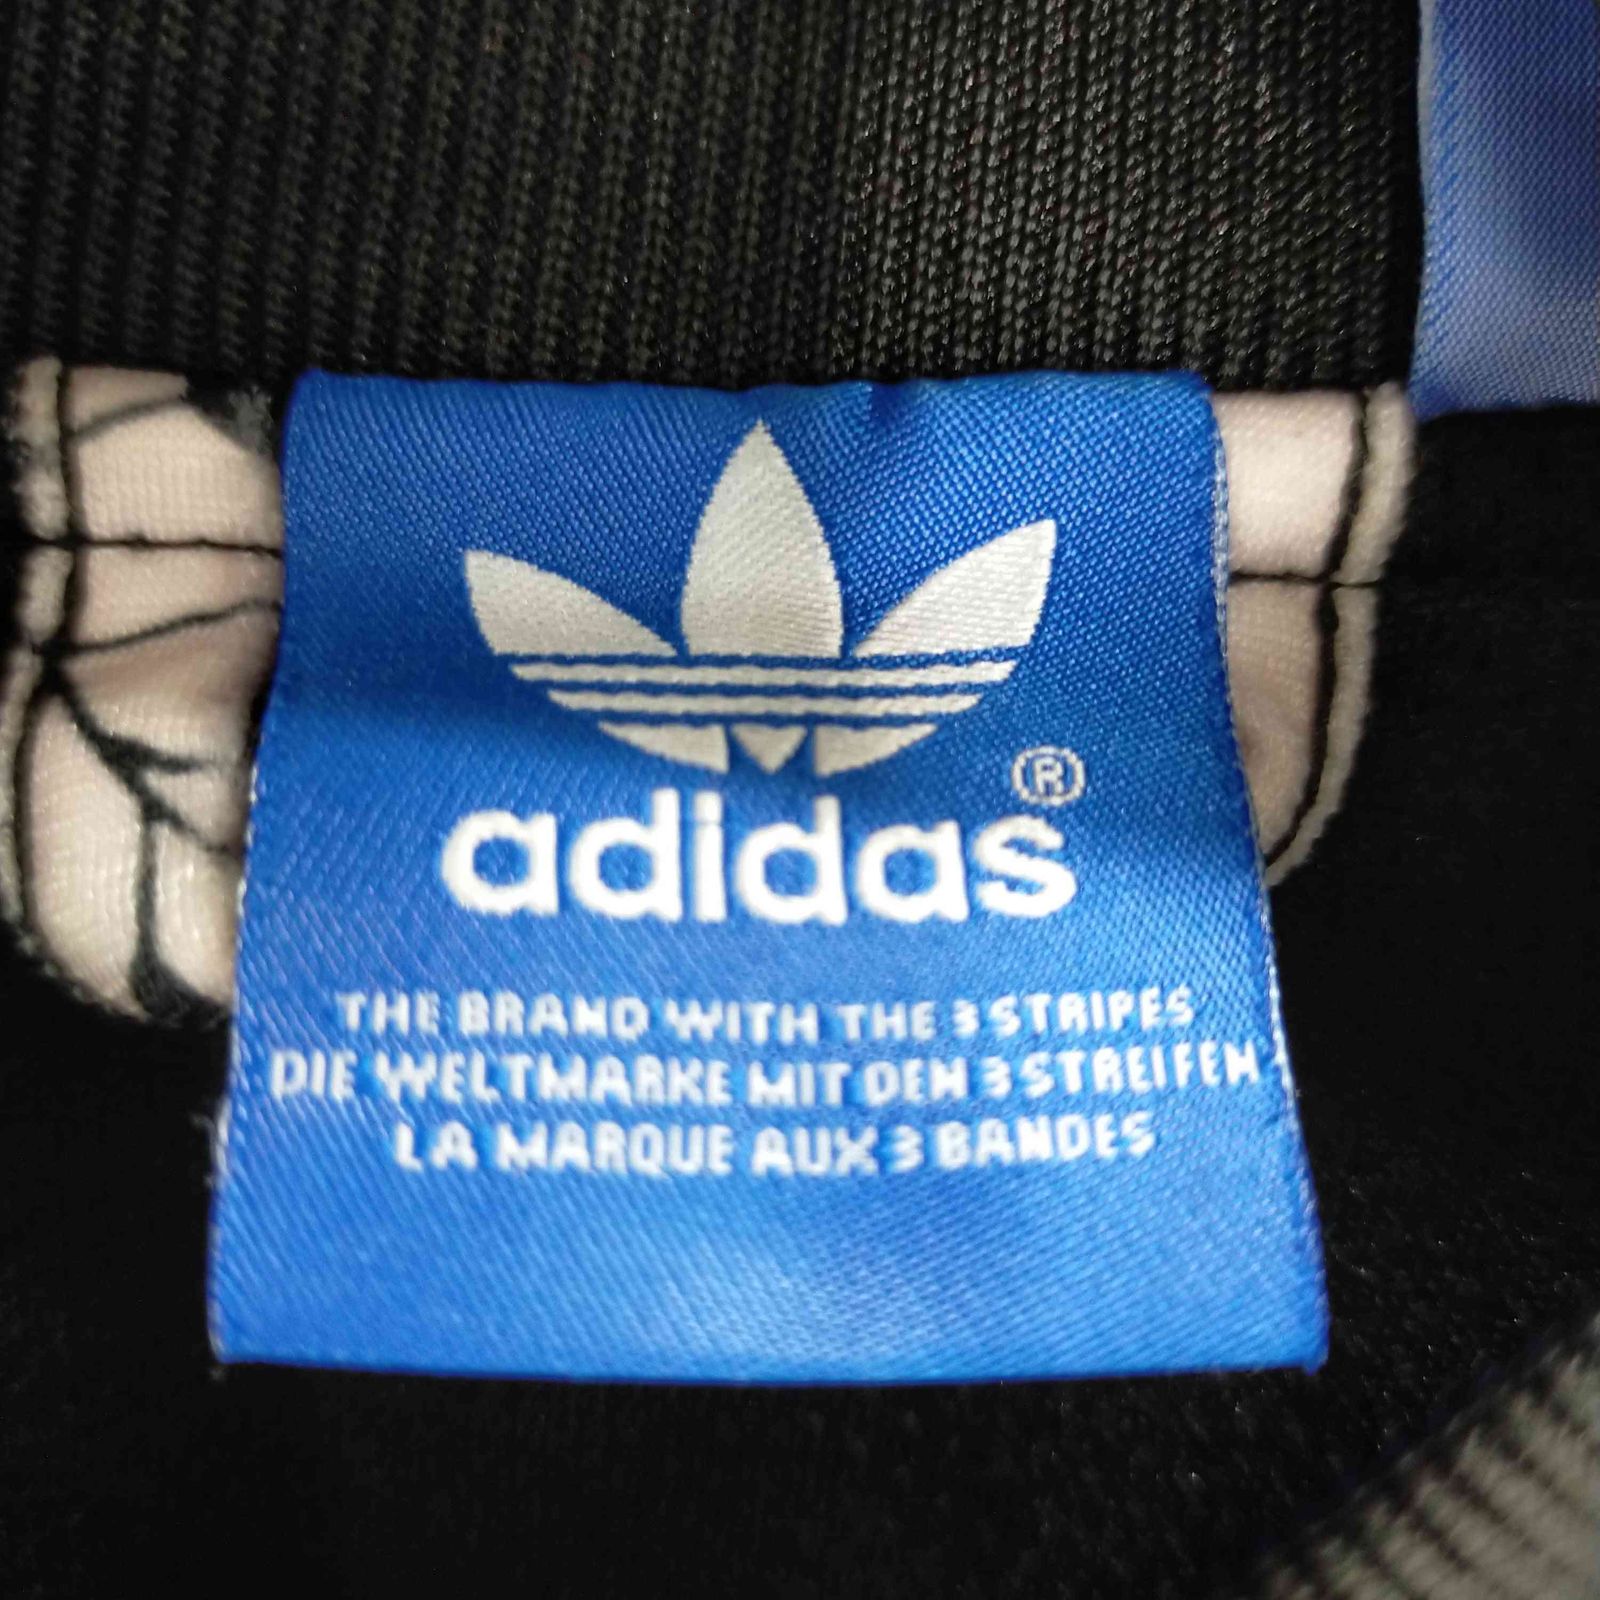 ®
adidas
THE BRAND WITH THE 3 STRIPES
DIE WELTMARKE MIT DEN 3 STREIFEN
LA MARQUE AUX 3 BANDES